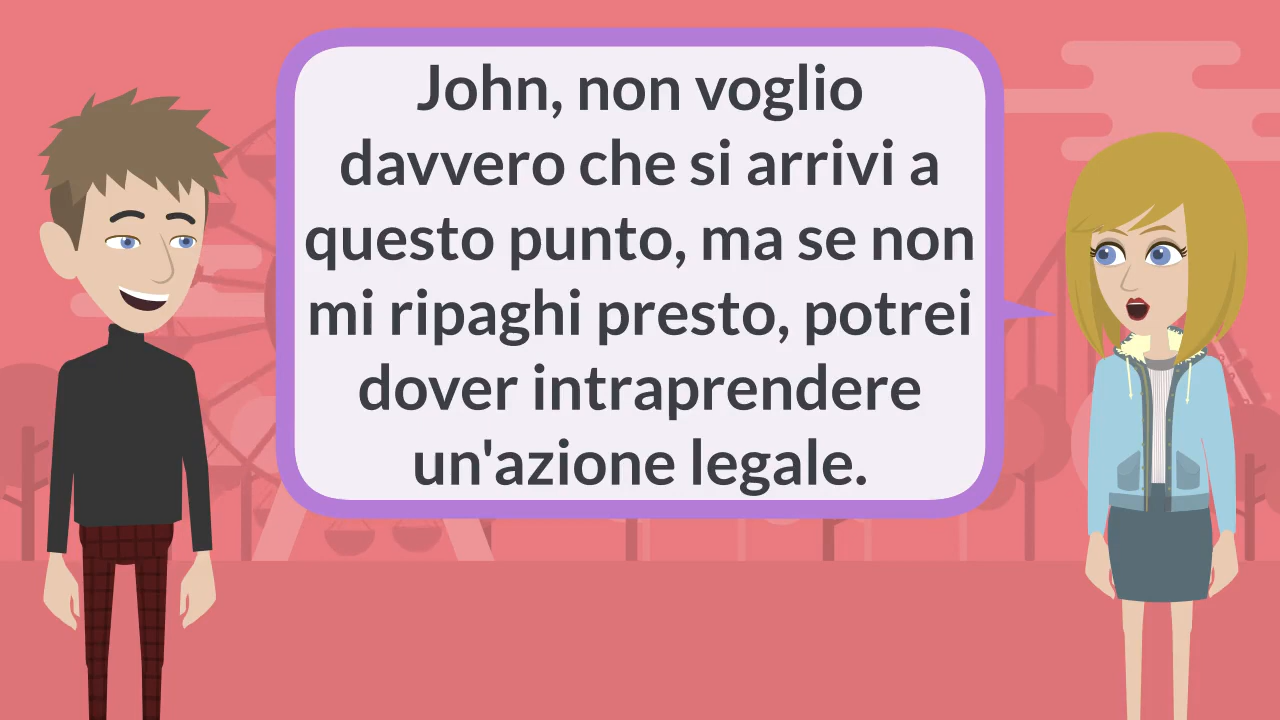 John, non voglio
davvero che si arrivi a
questo punto, ma se non
mi ripaghi presto, potrei
dover intraprendere
un'azione legale.